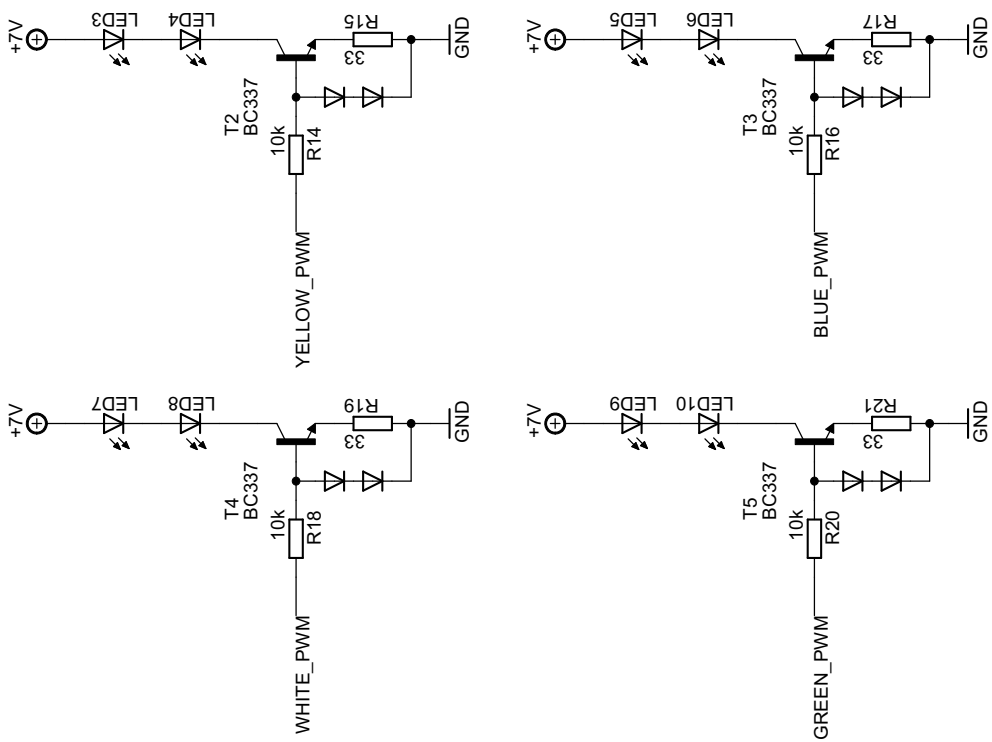 +7V
LED3
LED4
R15
33
GND
T2
BC337
10k
R14
YELLOW_PWM
+7V
LED5
LED6
R17
33
GND
T3
BC337
10k
R16
BLUE_PWM
+7V
LED7
LED8
R19
33
GND
T4
BC337
10k
R18
WHITE_PWM
+7V
LED9
LED10
R21
33
GND
T5
BC337
10k
R20
GREEN_PWM